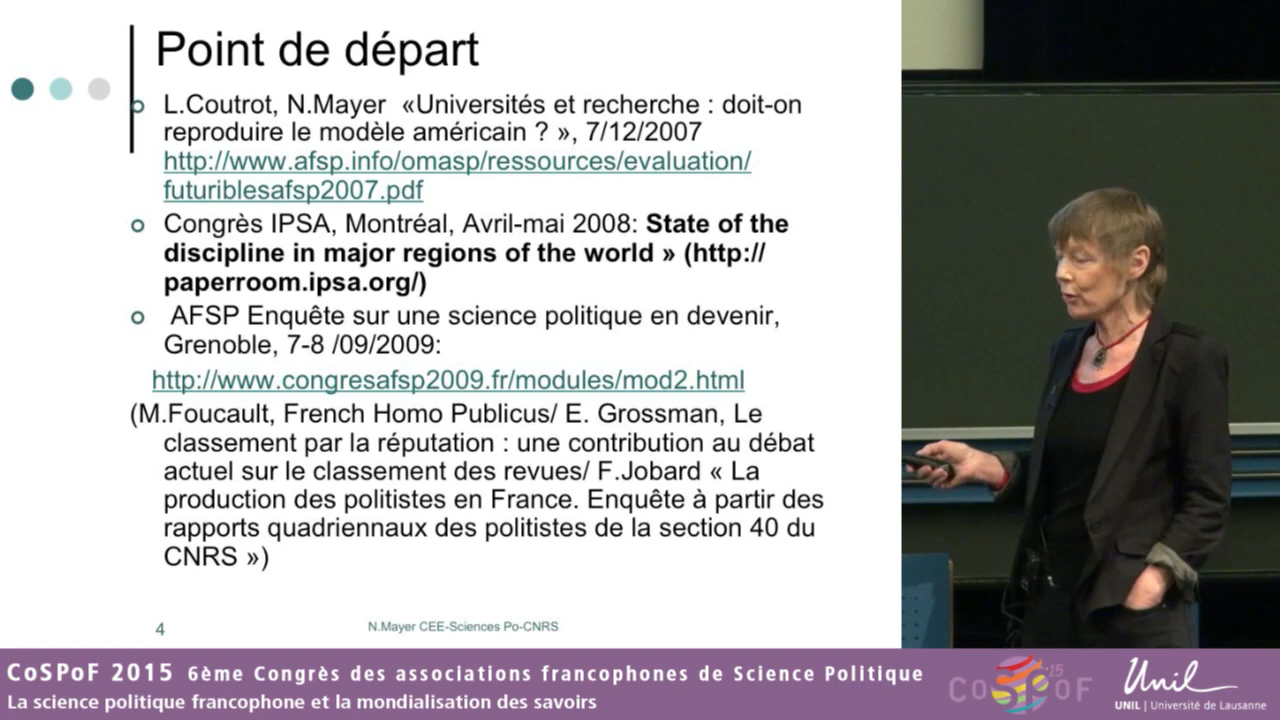 Point de départ
L.Coutrot, N.Mayer «Universités et recherche : doit-on
reproduire le modèle américain ? », 7/12/2007
http://www.afsp.info/omasp/ressources/evaluation/
futuriblesafsp2007.pdf
Congrès IPSA, Montréal, Avril-mai 2008: State of the
discipline in major regions of the world » (http://
paperroom.ipsa.org/)
AFSP Enquête sur une science politique en devenir,
Grenoble, 7-8 /09/2009:
http://www.congresafsp2009.fr/modules/mod2.html
(M.Foucault, French Homo Publicus/ E. Grossman, Le
classement par la réputation : une contribution au débat
actuel sur le classement des revues/ F.Jobard « La
production des politistes en France. Enquête à partir des
rapports quadriennaux des politistes de la section 40 du
CNRS »)
4
N.Mayer CEE-Sciences Po-CNRS
CoSPoF 2015 6ème Congrès des associations francophones de Science Politique
La science politique francophone et la mondialisation des savoirs
CoSPoF '15
Unil
UNIL | Université de Lausanne